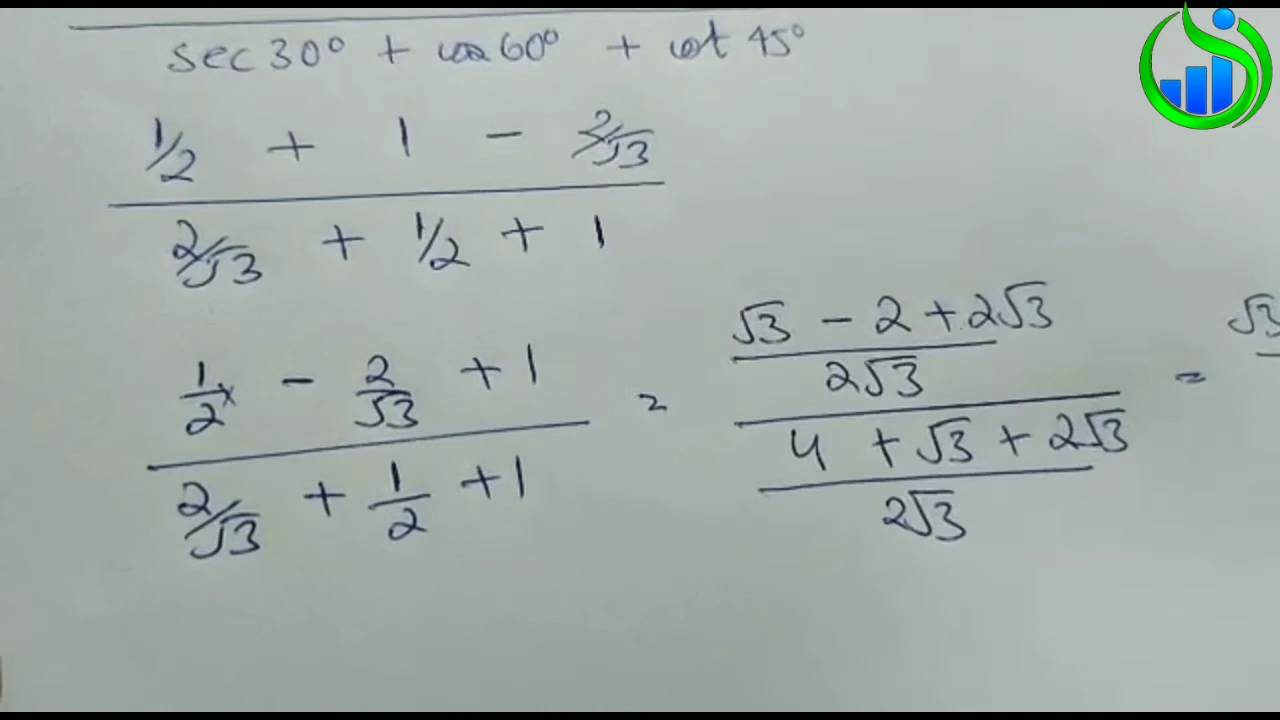 sec 30° + cos 60° + cot 45°
1/2 + 1 - 2/√3
2/√3 + 1/2 + 1
1/2 - 2/√3 + 1 = √3 - 2 + 2√3 / 2√3 = √3
2/√3 + 1/2 + 1 4 + √3 + 2√3 / 2√3